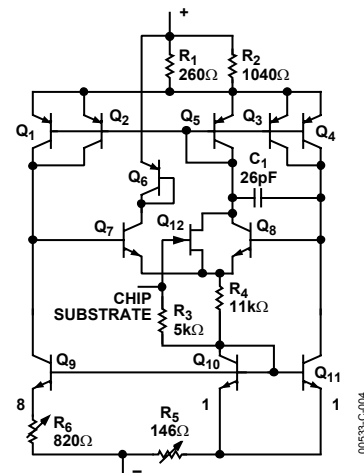 +
R1
260Ω
R2
1040Ω
Q1
Q2
Q5
Q3
Q4
C1
26pF
Q6
Q7
Q12
Q8
CHIP
SUBSTRATE
R3
5kΩ
R4
11kΩ
Q9
Q10
Q11
8
R6
820Ω
R5
146Ω
1
1
–
00533-C-004